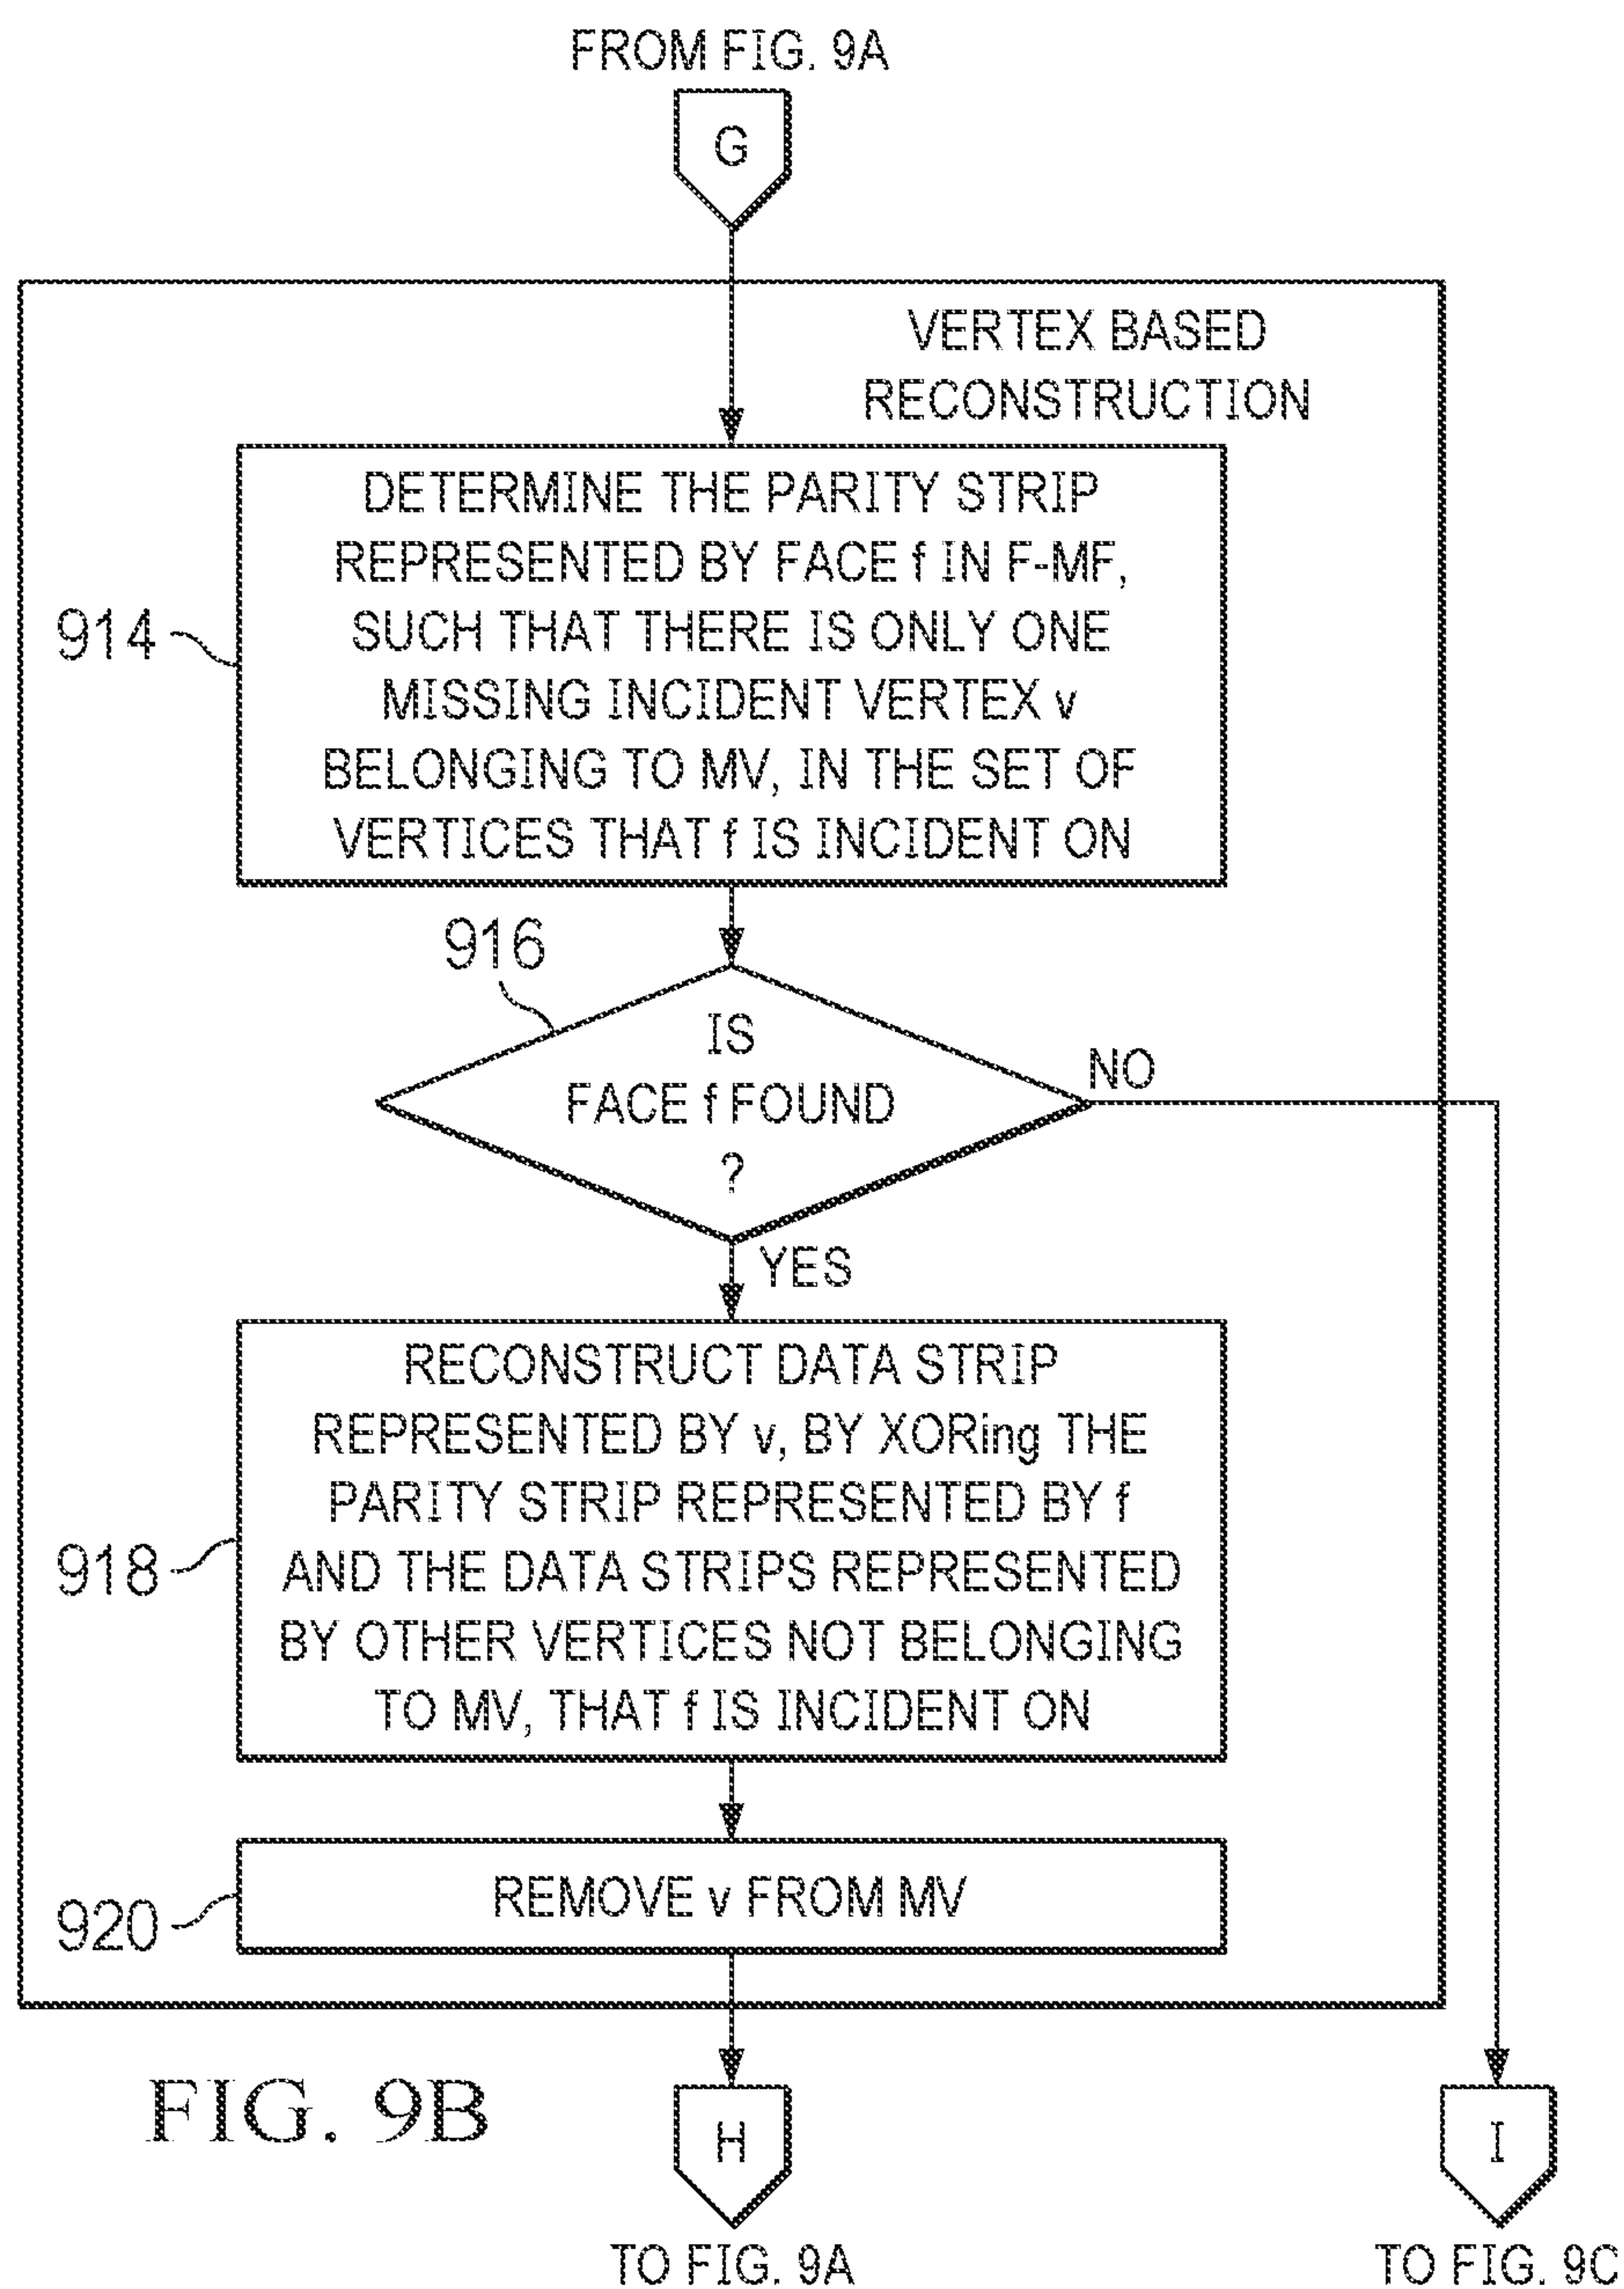 FROM FIG. 9A
G
VERTEX BASED
RECONSTRUCTION
DETERMINE THE PARITY STRIP
REPRESENTED BY FACE f IN F-MF,
SUCH THAT THERE IS ONLY ONE
MISSING INCIDENT VERTEX v
BELONGING TO MV, IN THE SET OF
VERTICES THAT f IS INCIDENT ON
914
916
IS
FACE f FOUND
?
NO
YES
RECONSTRUCT DATA STRIP
REPRESENTED BY v, BY XORing THE
PARITY STRIP REPRESENTED BY f
AND THE DATA STRIPS REPRESENTED
BY OTHER VERTICES NOT BELONGING
TO MV, THAT f IS INCIDENT ON
918
REMOVE v FROM MV
920
FIG. 9B
H
I
TO FIG. 9A
TO FIG. 9C